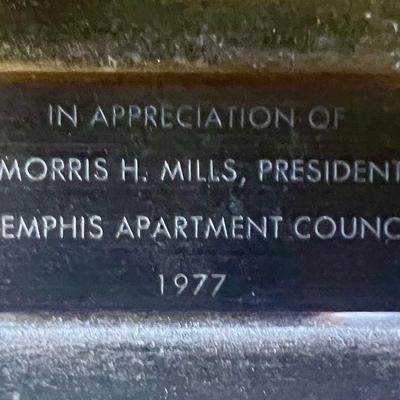 IN APPRECIATION OF
MORRIS H. MILLS, PRESIDENT
EMPHIS APARTMENT COUNC
1977